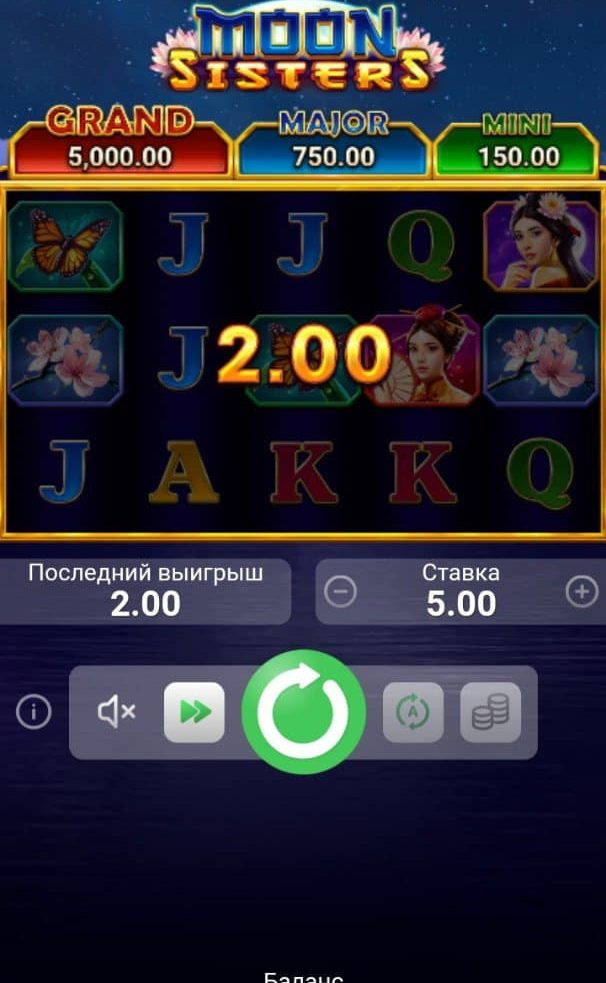 MOON
SISTERS
GRAND MAJOR MINI
5,000.00 750.00 150.00
J J Q
J 2.00
J A K K Q
Последний выигрыш Ставка
2.00 5.00
i A
Баланс